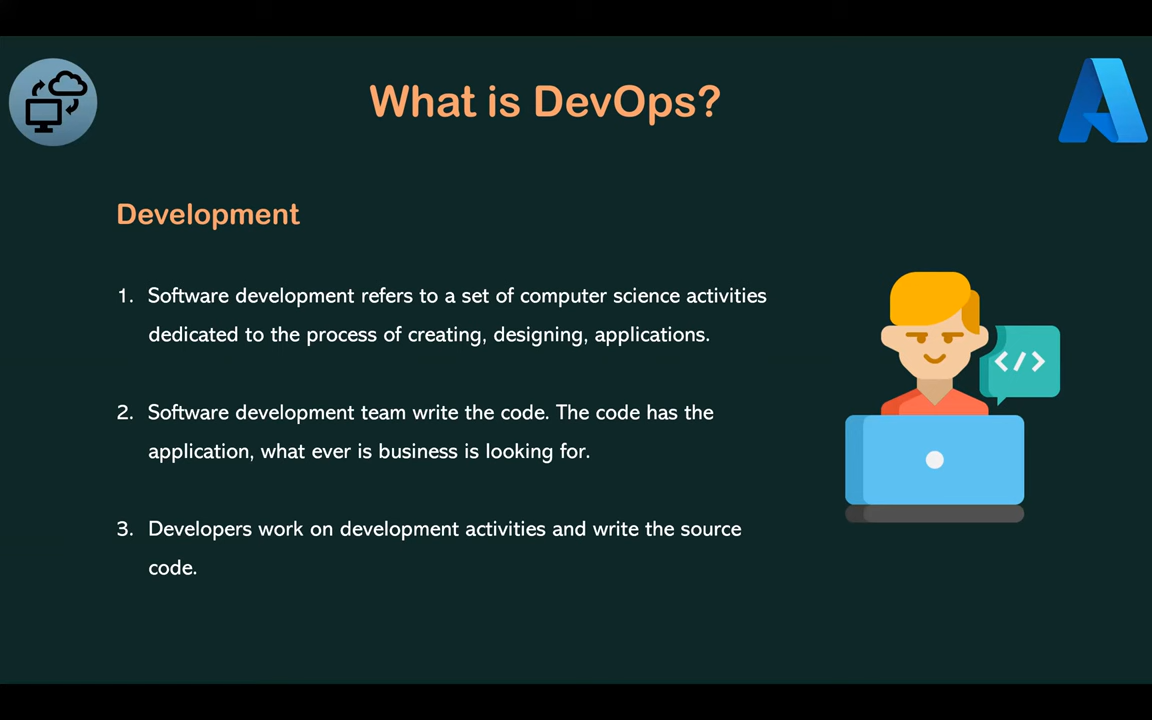 What is DevOps?
Development
1. Software development refers to a set of computer science activities
dedicated to the process of creating, designing, applications.
2. Software development team write the code. The code has the
application, what ever is business is looking for.
3. Developers work on development activities and write the source
code.
</>